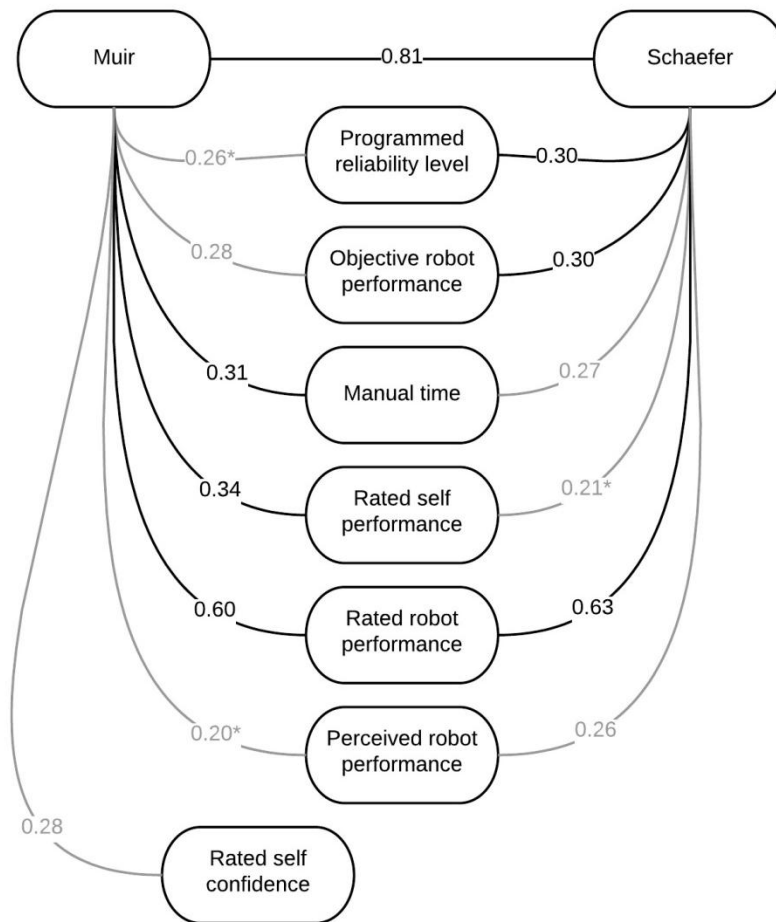 Muir
0.81
Schaefer
0.26*
Programmed
reliability level
0.30
0.28
Objective robot
performance
0.30
0.31
Manual time
0.27
0.34
Rated self
performance
0.21*
0.60
Rated robot
performance
0.63
0.20*
Perceived robot
performance
0.26
0.28
Rated self
confidence